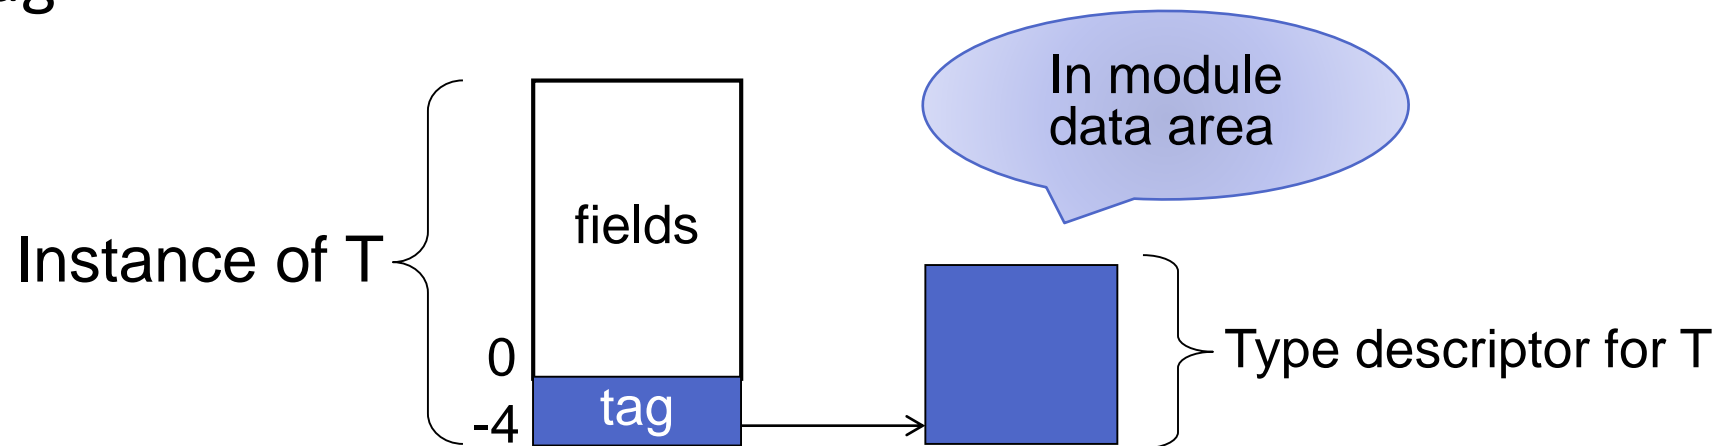 In module
data area
fields
Instance of T
0
Type descriptor for T
tag
-4